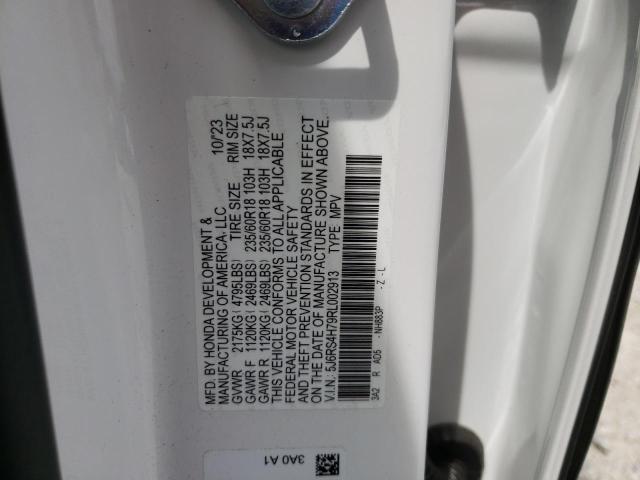 MFD. BY HONDA DEVELOPMENT &
MANUFACTURING OF AMERICA, LLC 10/'23
GVWR 2175KG( 4795LBS) TIRE SIZE RIM SIZE
GAWR F 1120KG( 2469LBS) 235/60R18 103H 18X7.5J
GAWR R 1120KG( 2469LBS) 235/60R18 103H 18X7.5J
THIS VEHICLE CONFORMS TO ALL APPLICABLE
FEDERAL MOTOR VEHICLE SAFETY
AND THEFT PREVENTION STANDARDS IN EFFECT
ON THE DATE OF MANUFACTURE SHOWN ABOVE.
V.I.N.: 5J6RS4H79RL002913 TYPE MPV
3A2 R AD5 -NH883P -Z-L
3A0 A1